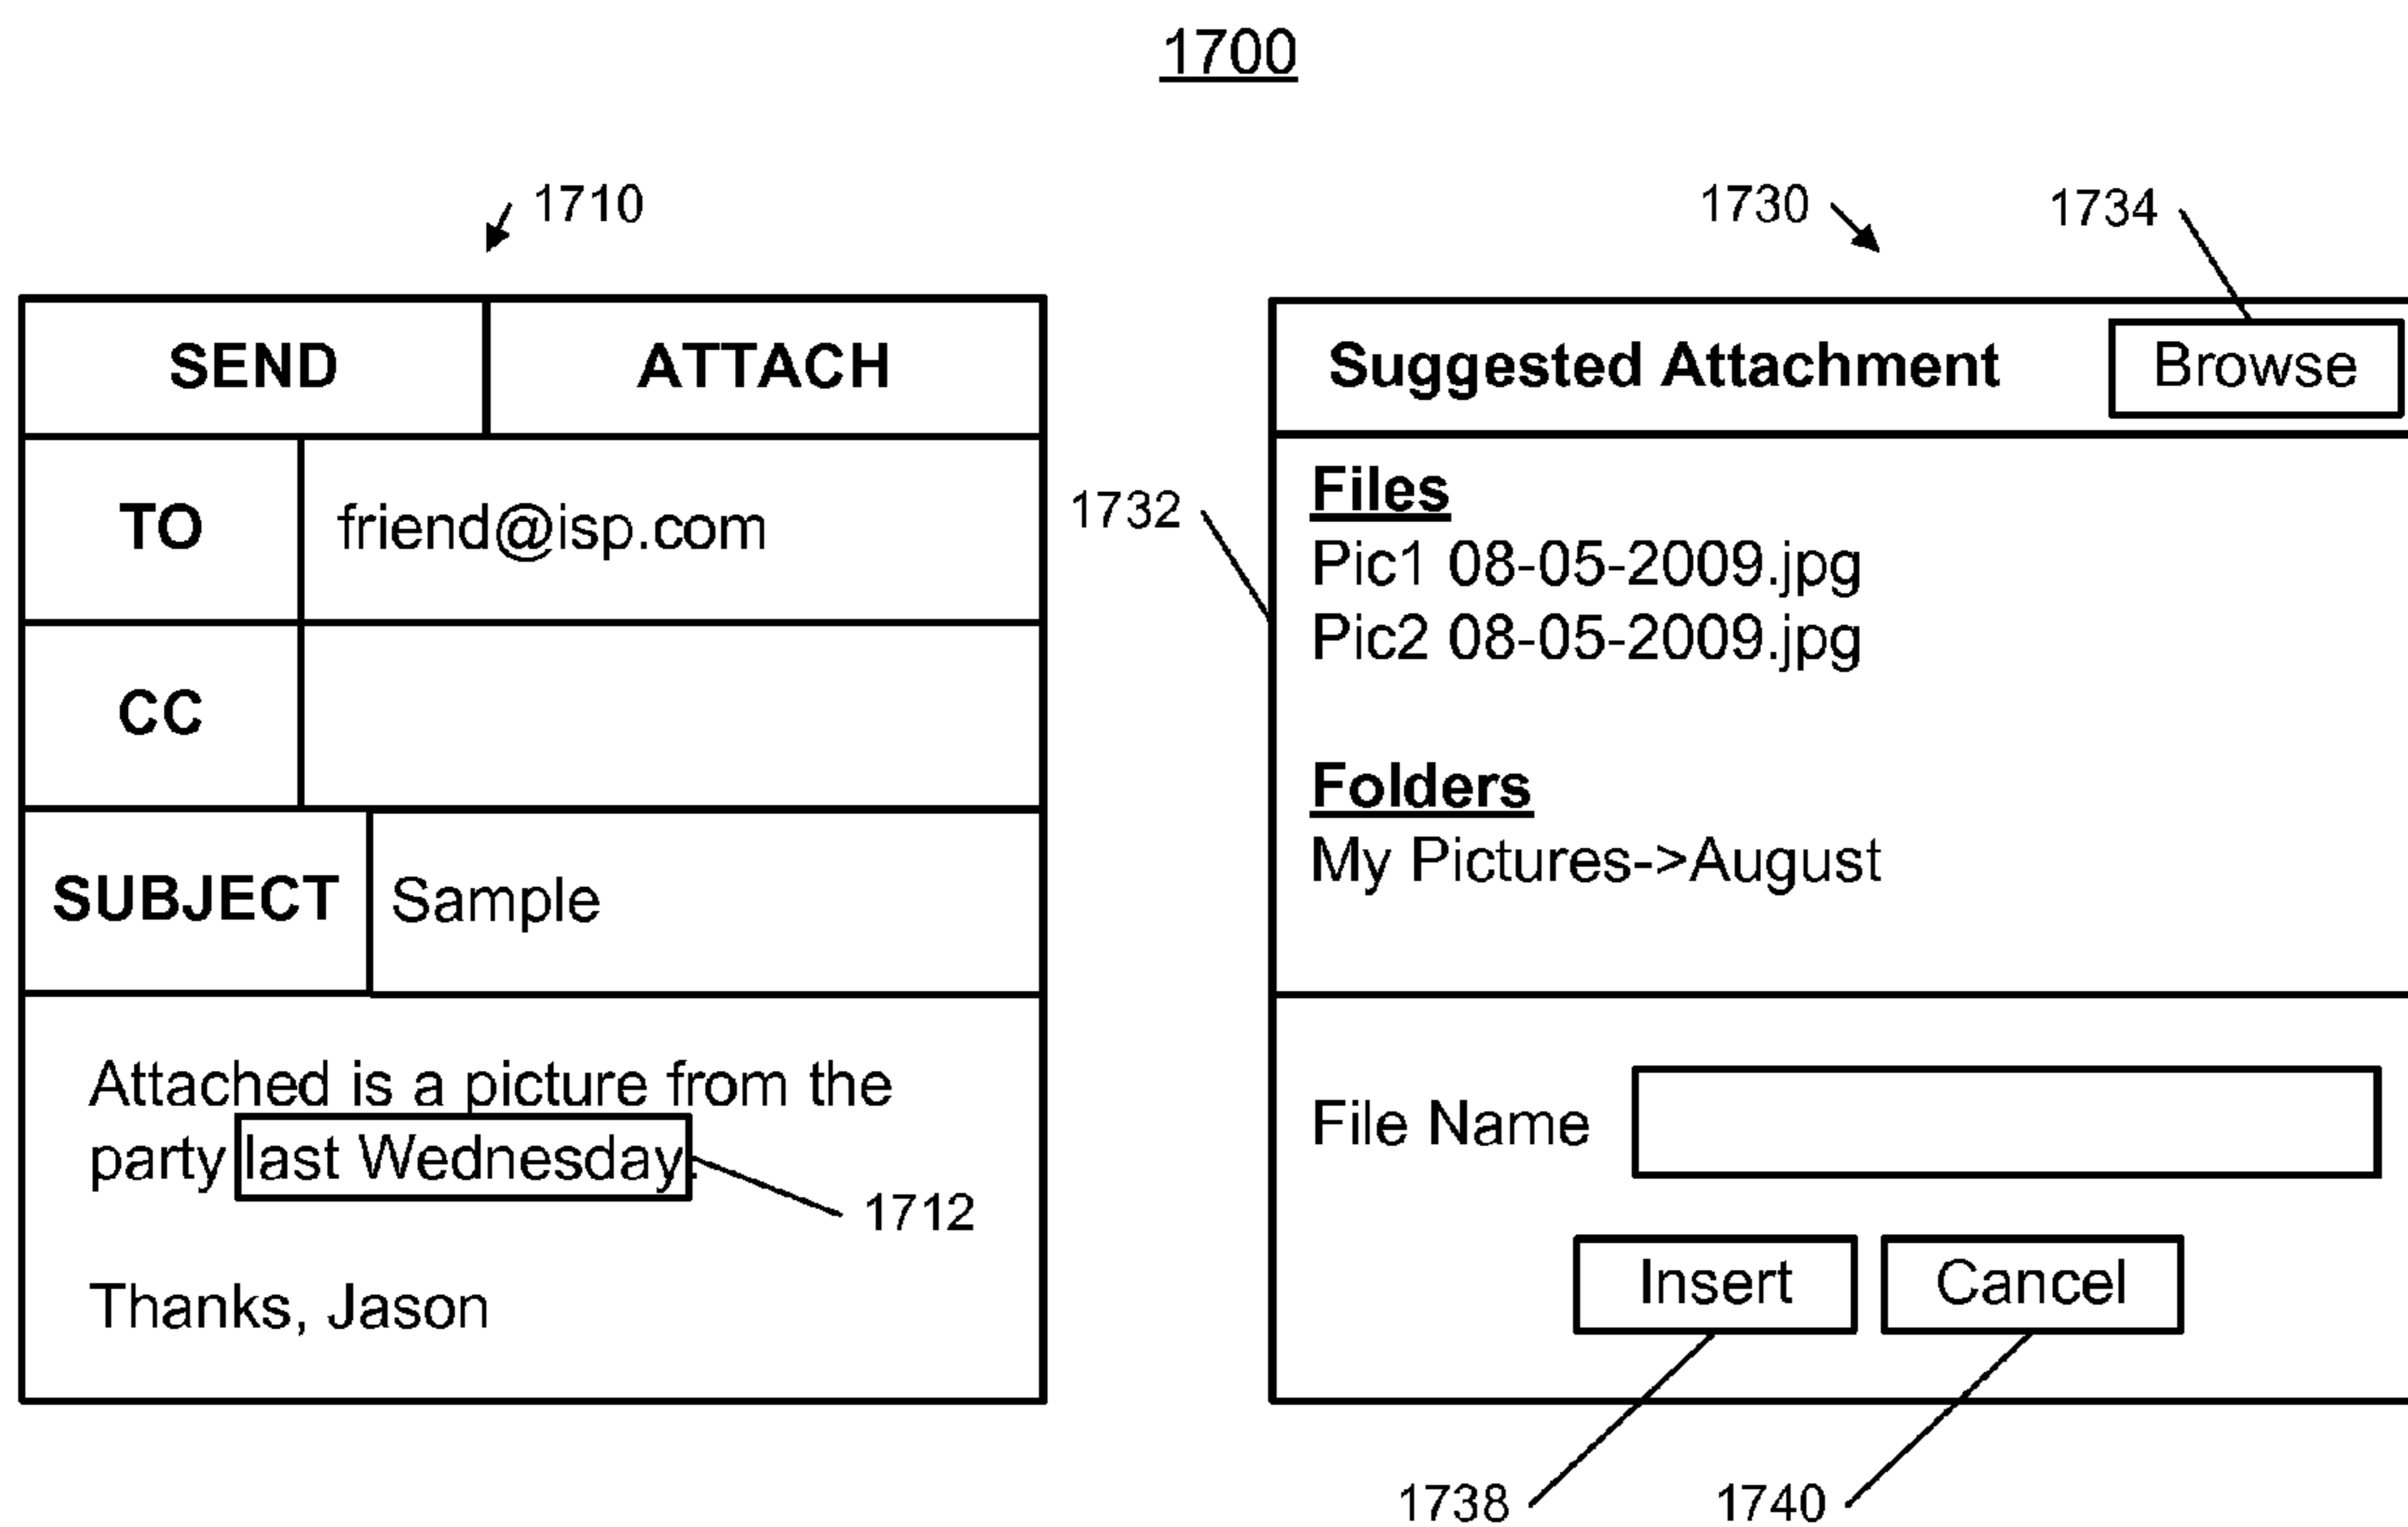 1700
1710
SEND ATTACH
TO friend@isp.com
CC
SUBJECT Sample
Attached is a picture from the
party last Wednesday.
1712
Thanks, Jason
1730
1734
Suggested Attachment Browse
1732
Files
Pic1 08-05-2009.jpg
Pic2 08-05-2009.jpg
Folders
My Pictures->August
File Name
Insert Cancel
1738 1740